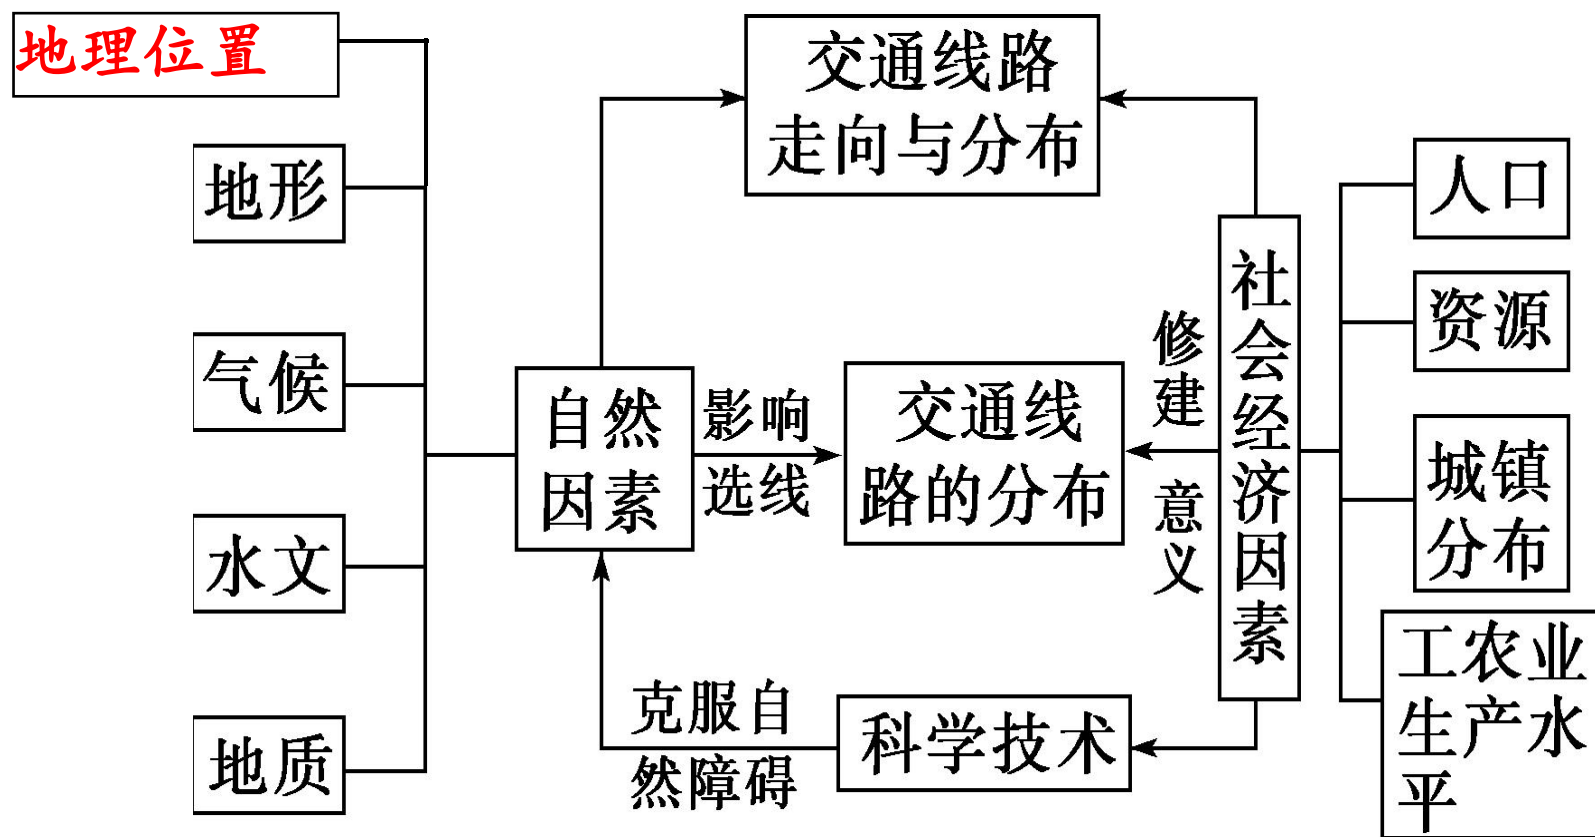 地理位置
地形
气候
水文
地质
自然
因素
影响
选线
克服自
然障碍
交通线路
走向与分布
交通线
路的分布
科学技术
修建
意义
社会经济因素
人口
资源
城镇
分布
工农业
生产水
平